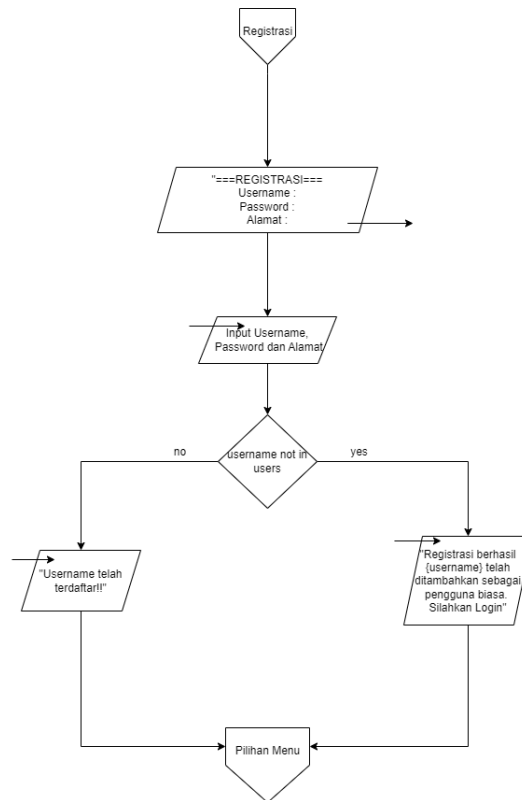 Registrasi
"===REGISTRASI===
Username :
Password :
Alamat :
Input Username,
Password dan Alamat
username not in
users
no
yes
"Username telah
terdaftar!!"
"Registrasi berhasil
{username} telah
ditambahkan sebagai
pengguna biasa.
Silahkan Login"
Pilihan Menu